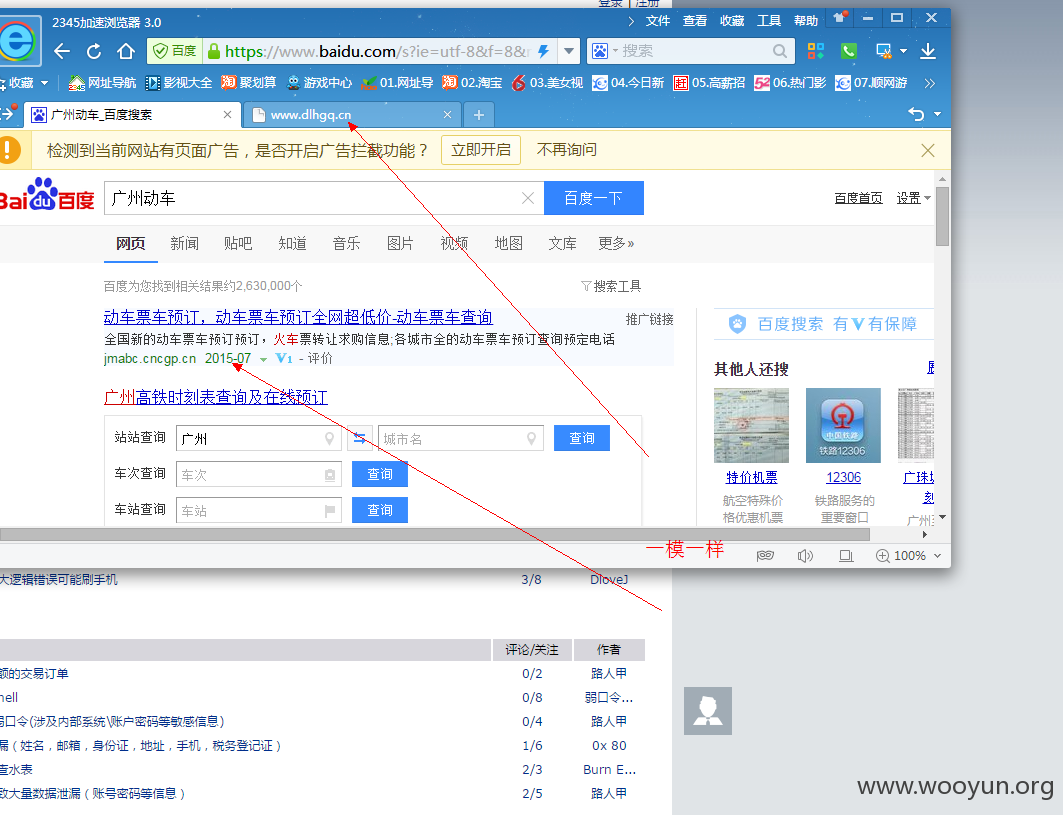 登录 | 注册
2345加速浏览器 3.0
文件 查看 收藏 工具 帮助
百度 https://www.baidu.com/s?ie=utf-8&f=8& 搜索
收藏 网址导航 影视大全 聚划算 游戏中心 01.网址导 02.淘宝 03.美女视 04.今日新 05.高薪招 06.热门影 07.顺网游
广州动车_百度搜索 www.dlhgq.cn
检测到当前网站有页面广告，是否开启广告拦截功能？ 立即开启 不再询问
Bai du 百度 广州动车 百度一下 百度首页 设置
网页 新闻 贴吧 知道 音乐 图片 视频 地图 文库 更多»
百度为您找到相关结果约2,630,000个 搜索工具
动车票车预订，动车票车预订全网超低价-动车票车查询 推广链接
全国新的动车票车预订预订，火车票转让求购信息;各城市全的动车票车预订查询预定电话
jmabc.cncgp.cn 2015-07 V1 - 评价
百度搜索 有V有保障
其他人还搜
广州高铁时刻表查询及在线预订
站站查询 广州 城市名 查询
车次查询 车次 查询
车站查询 车站 查询
中国铁路
铁路12306
特价机票 12306 广珠
刻
航空特殊价 铁路服务的
格优惠机票 重要窗口 广州
一模一样
100%
大逻辑错误可能刷手机 3/8 DloveJ
评论/关注 作者
额的交易订单 0/2 路人甲
hell 0/8 弱口令...
弱口令(涉及内部系统\账户密码等敏感信息) 0/4 路人甲
漏（姓名，邮箱，身份证，地址，手机，税务登记证） 1/6 0x 80
查水表 2/3 Burn E...
致大量数据泄漏（账号密码等信息） 2/5 路人甲
www.wooyun.org